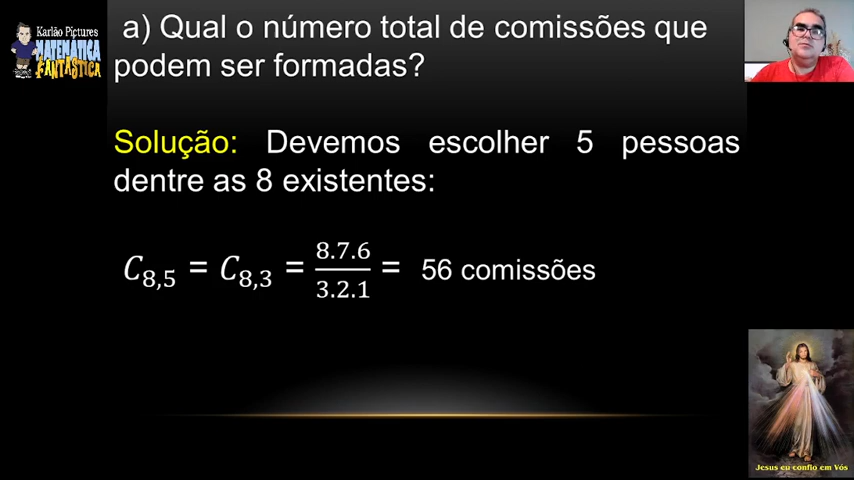 Karlão Pictures
MATEMÁTICA
FANTÁSTICA
a) Qual o número total de comissões que
podem ser formadas?
Solução: Devemos escolher 5 pessoas
dentre as 8 existentes:
C8,5 = C8,3 = 8.7.6/3.2.1 = 56 comissões
Jesus eu confio em Vós